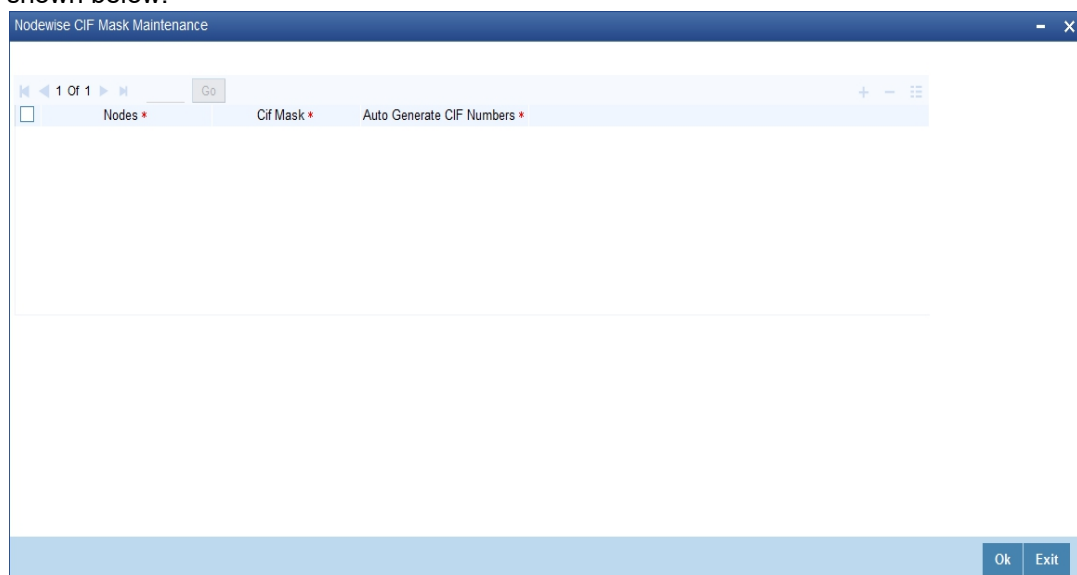 shown below:
Nodewise CIF Mask Maintenance
1 Of 1 Go
Nodes * Cif Mask * Auto Generate CIF Numbers *
Ok Exit